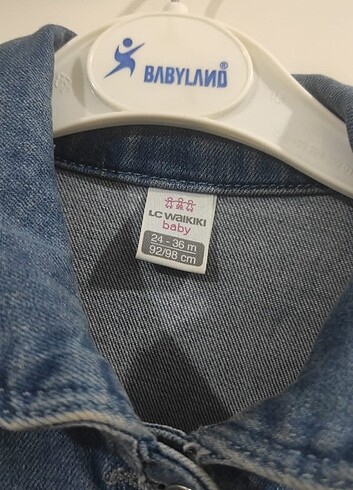 BABYLAND®
LC WAIKIKI
baby
24 - 36 m
92/98 cm